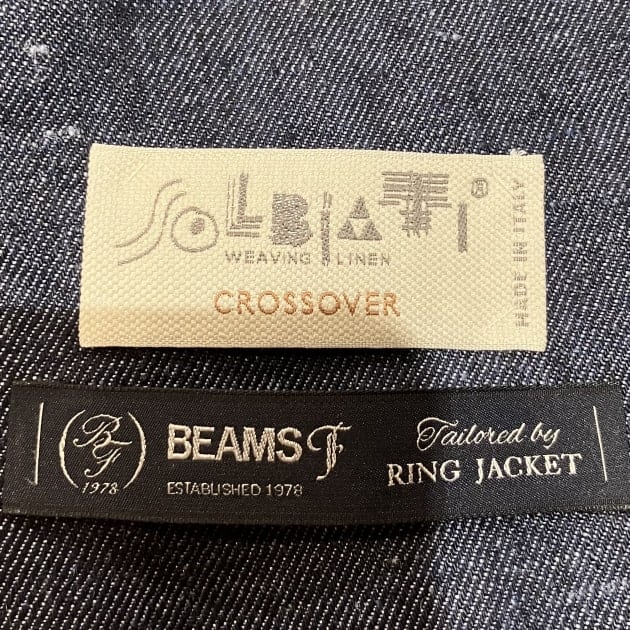 SOLBIATI®
WEAVING LINEN
CROSSOVER
MADE IN ITALY
BF
1978
BEAMS F
ESTABLISHED 1978
Tailored by
RING JACKET